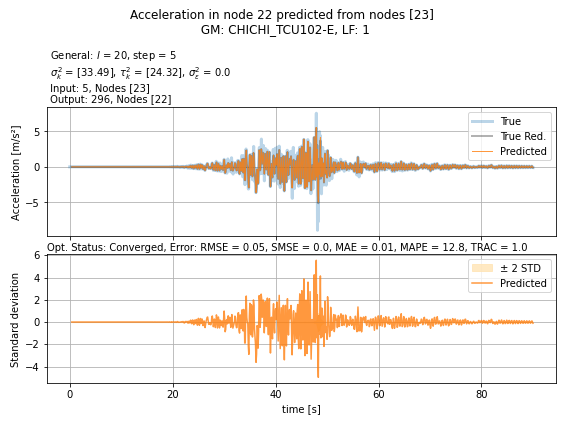 Acceleration in node 22 predicted from nodes [23]
GM: CHICHI_TCU102-E, LF: 1
General: l = 20, step = 5
σ²ₖ = [33.49], τ²ₖ = [24.32], σ²ε = 0.0
Input: 5, Nodes [23]
Output: 296, Nodes [22]
Acceleration [m/s²]
5
0
−5
True
True Red.
Predicted
Opt. Status: Converged, Error: RMSE = 0.05, SMSE = 0.0, MAE = 0.01, MAPE = 12.8, TRAC = 1.0
Standard deviation
6
4
2
0
−2
−4
± 2 STD
Predicted
0 20 40 60 80
time [s]